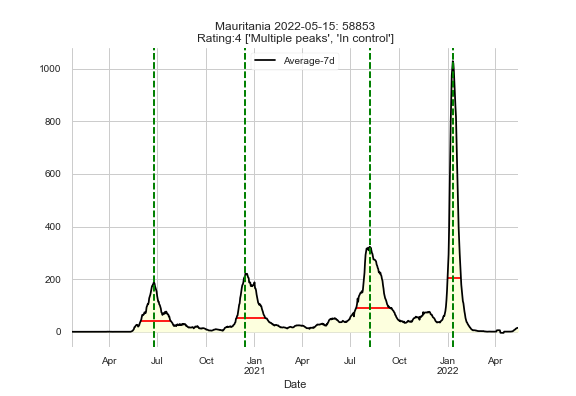 Mauritania 2022-05-15: 58853
Rating:4 ['Multiple peaks', 'In control']
Average-7d
1000
800
600
400
200
0
Apr Jul Oct Jan Apr Jul Oct Jan Apr
2021 2022
Date